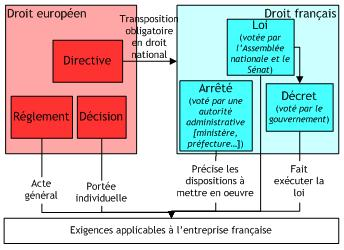 Droit européen
Transposition
obligatoire
en droit
national
Droit français
Loi
(votée par
l'Assemblée
nationale et le
Sénat)
Directive
Arrêté
(voté par une
autorité
administrative
[ministère,
préfecture…])
Décret
(voté par le
gouvernement)
Réglement
Décision
Acte
général
Portée
individuelle
Précise les
dispositions à
mettre en oeuvre
Fait
exécuter la
loi
Exigences applicables à l'entreprise française